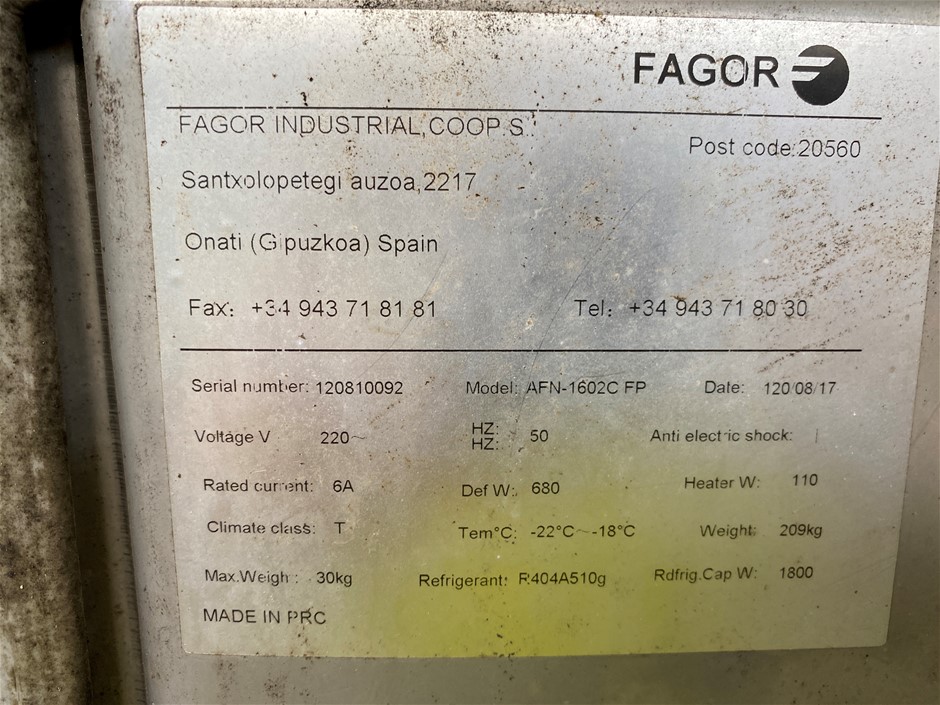 FAGOR
FAGOR INDUSTRIAL,COOP.S.
Post code:20560
Santxolopetegi auzoa,2217
Onati (Gipuzkoa) Spain
Fax: +34 943 71 81 81 Tel: +34 943 71 80 30
Serial number: 120810092 Model: AFN-1602C FP Date: 120/08/17
Voltage V 220~ HZ: 50 Anti electric shock: I
HZ:
Rated current: 6A Def W: 680 Heater W: 110
Climate class: T Tem°C: -22°C~-18°C Weight: 209kg
Max.Weigh : 30kg Refrigerant: R404A510g Rdfrig.Cap W: 1800
MADE IN PRC